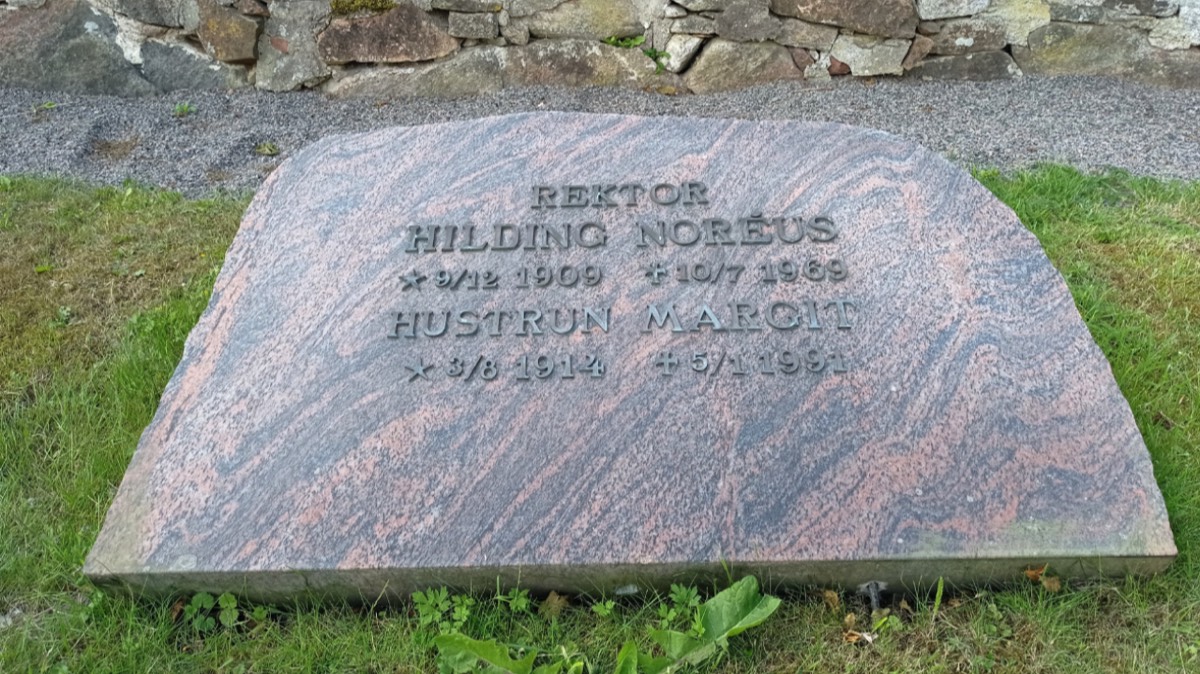 REKTOR
HILDING NORÉUS
★ 9/12 1909 ✝ 10/7 1969
HUSTRUN MARGIT
★ 3/8 1914 ✝ 5/1 1991